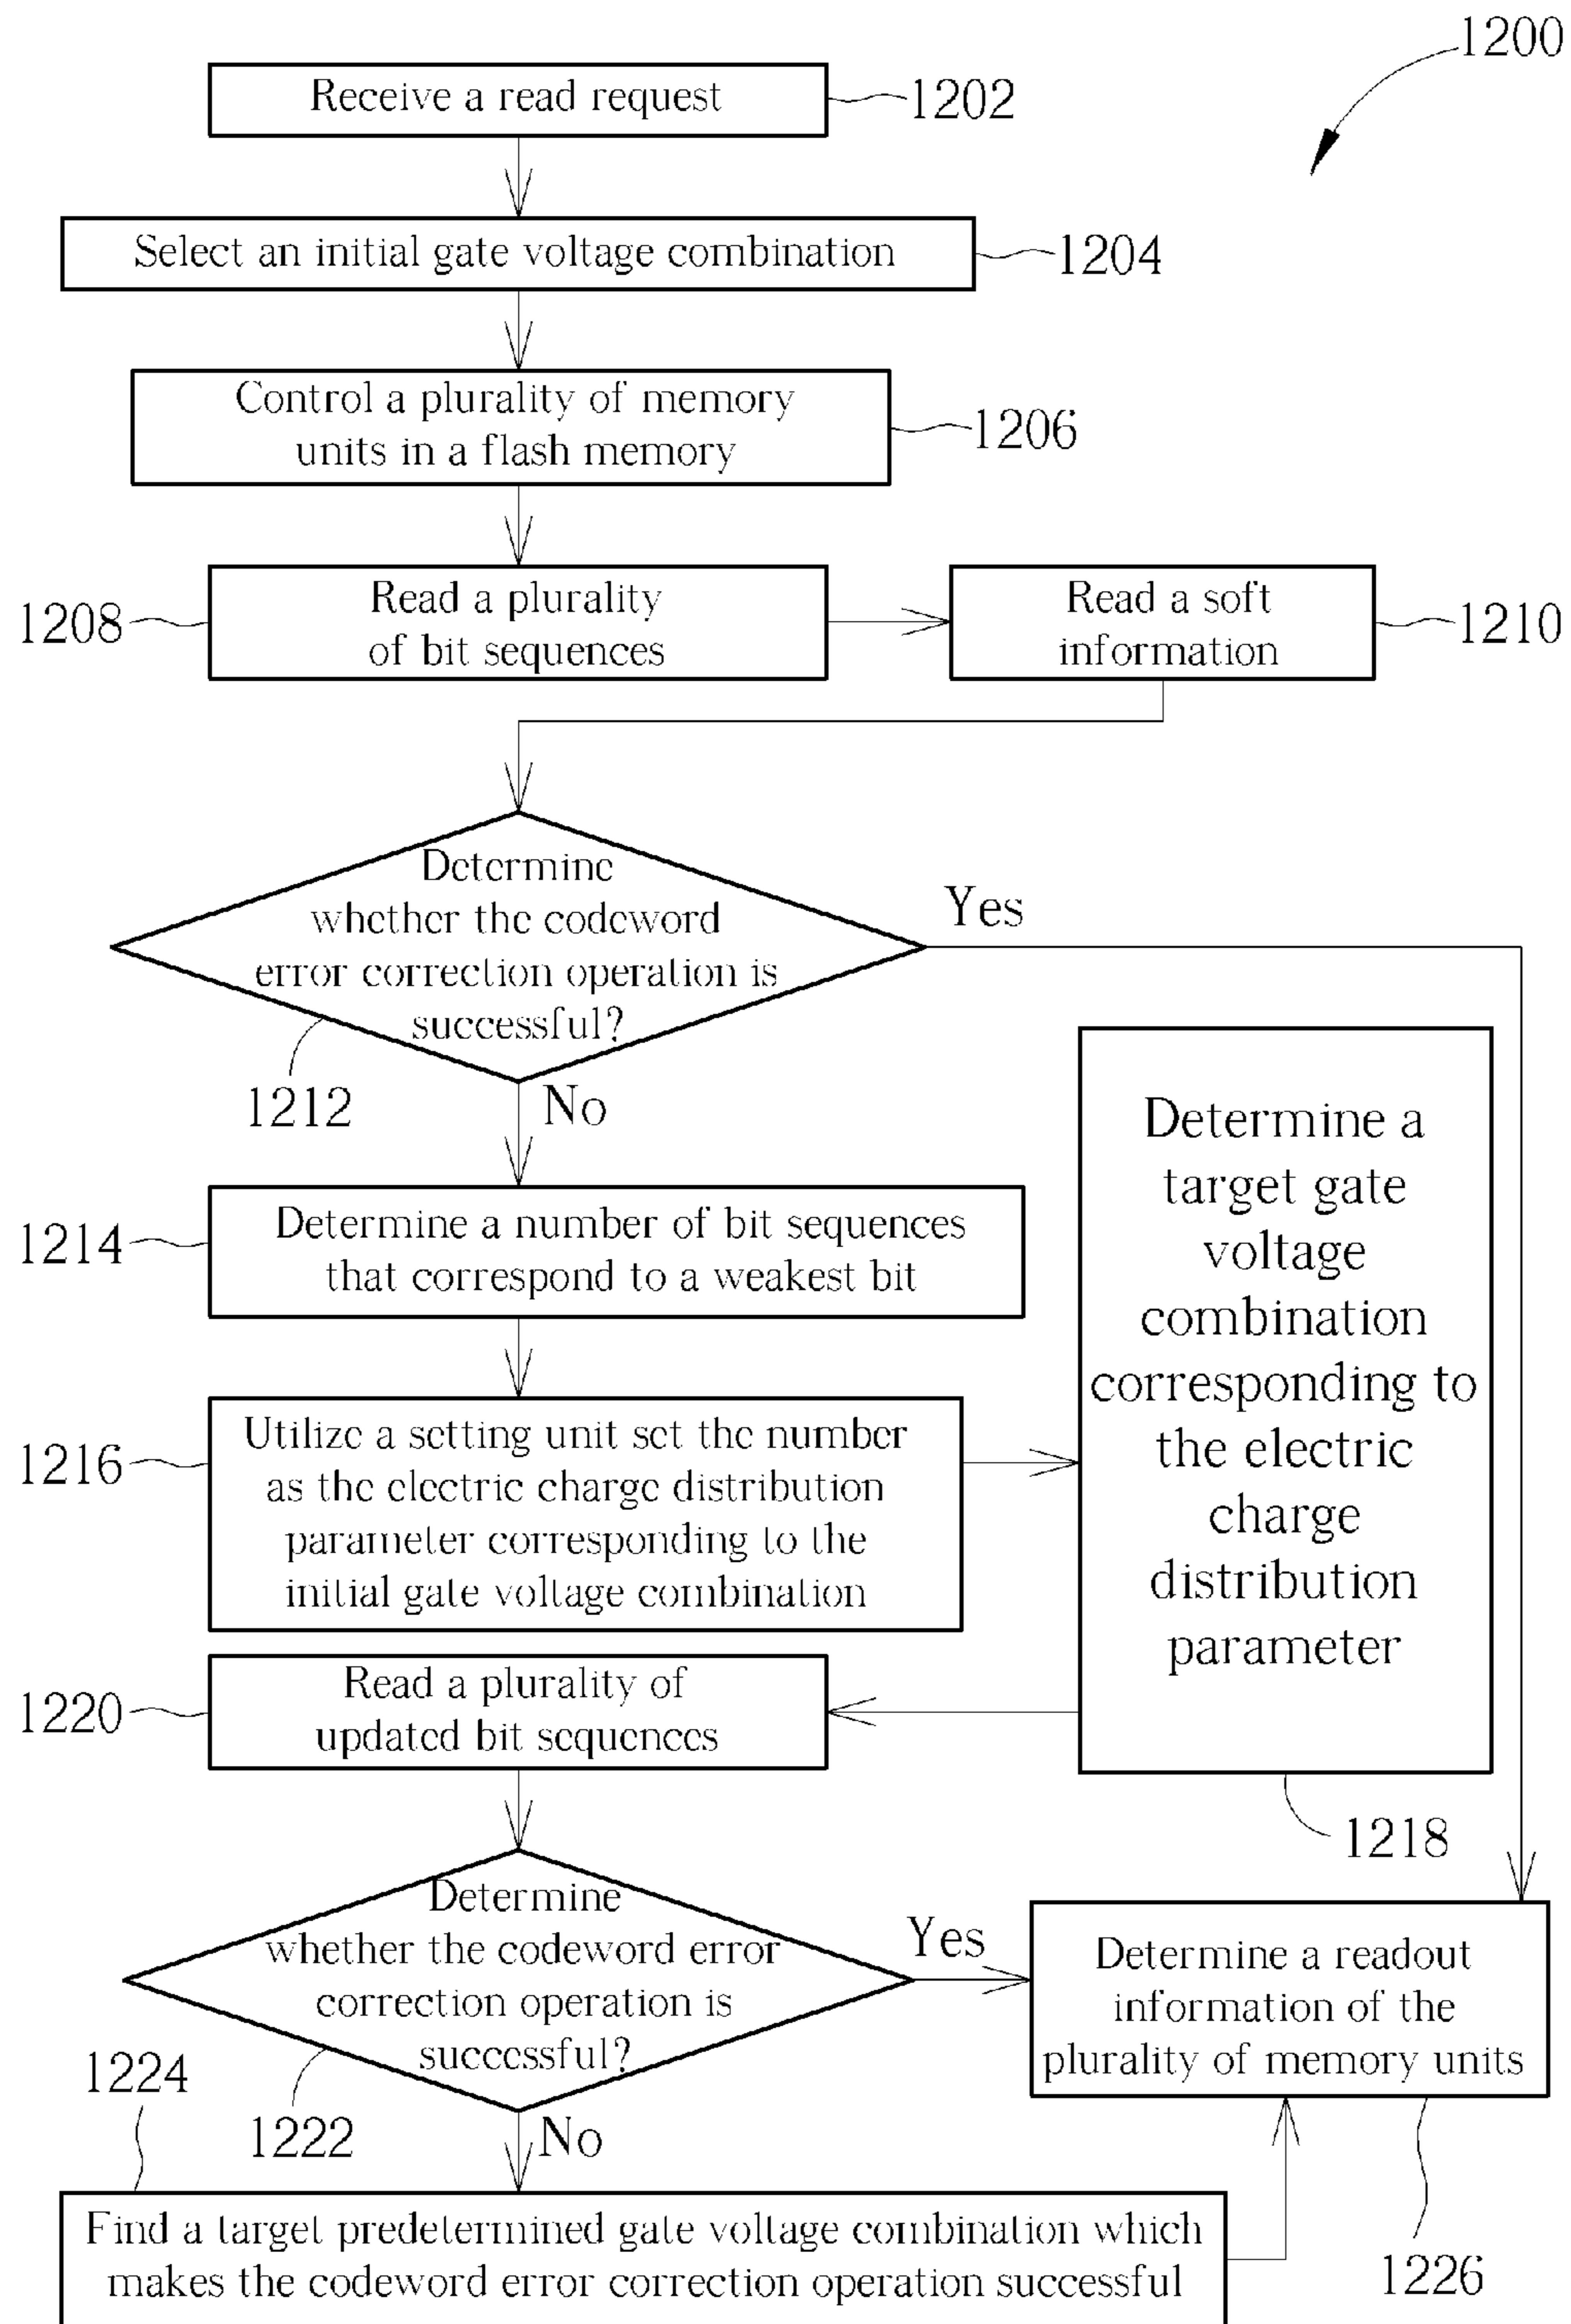 1200
Receive a read request
1202
Select an initial gate voltage combination
1204
Control a plurality of memory
units in a flash memory
1206
1208
Read a plurality
of bit sequences
Read a soft
information
1210
Determine
whether the codeword
error correction operation is
successful?
Yes
1212
No
1214
Determine a number of bit sequences
that correspond to a weakest bit
1216
Utilize a setting unit set the number
as the electric charge distribution
parameter corresponding to the
initial gate voltage combination
Determine a
target gate
voltage
combination
corresponding to
the electric
charge
distribution
parameter
1218
1220
Read a plurality of
updated bit sequences
Determine
whether the codeword error
correction operation is
successful?
Yes
1222
No
Determine a readout
information of the
plurality of memory units
1224
Find a target predetermined gate voltage combination which
makes the codeword error correction operation successful
1226